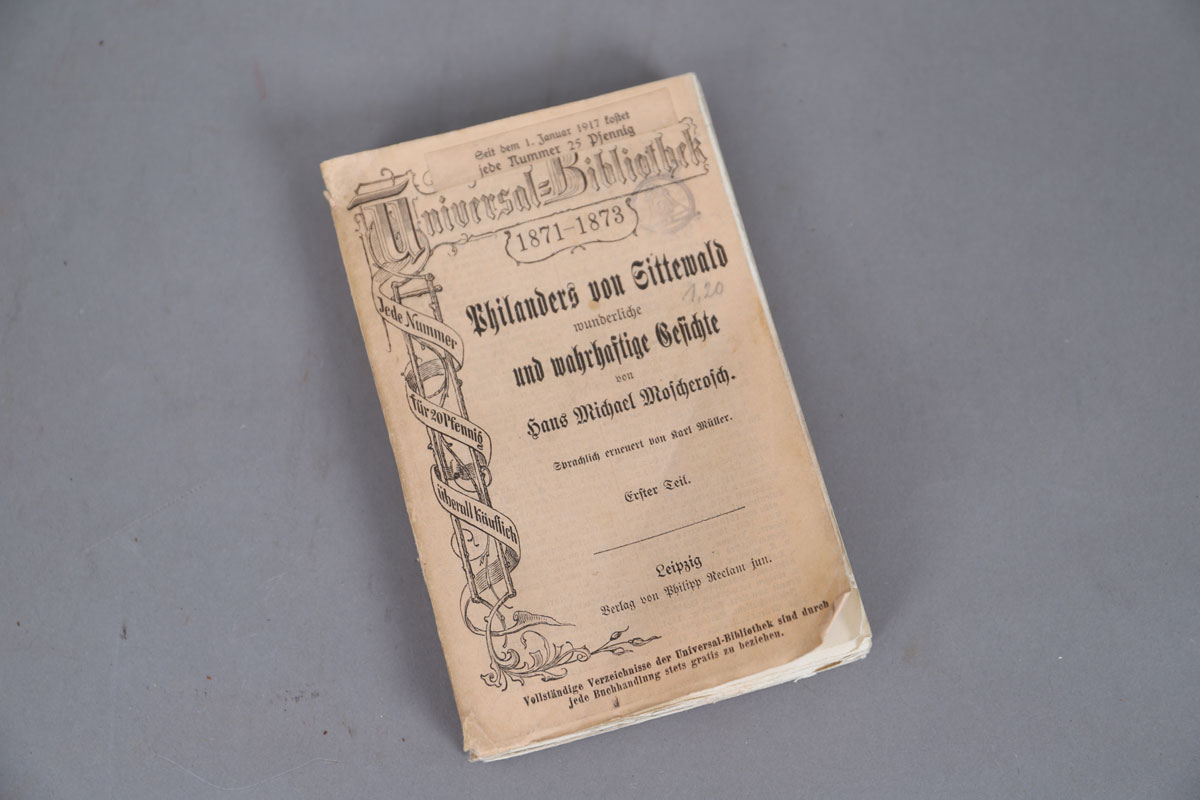 Seit dem 1. Januar 1917 kostet
jede Nummer 25 Pfennig
Universal-Bibliothek
1871–1873
Philanders von Sittewald
1,20
wunderliche
und wahrhaftige Gesichte
von
Hans Michael Moscherosch.
Sprachlich erneuert von Karl Müller.
Erster Teil.
Jede Nummer
für 20 Pfennig
überall käuflich
Leipzig
Verlag von Philipp Reclam jun.
Vollständige Verzeichnisse der Universal-Bibliothek sind durch
jede Buchhandlung stets gratis zu beziehen.